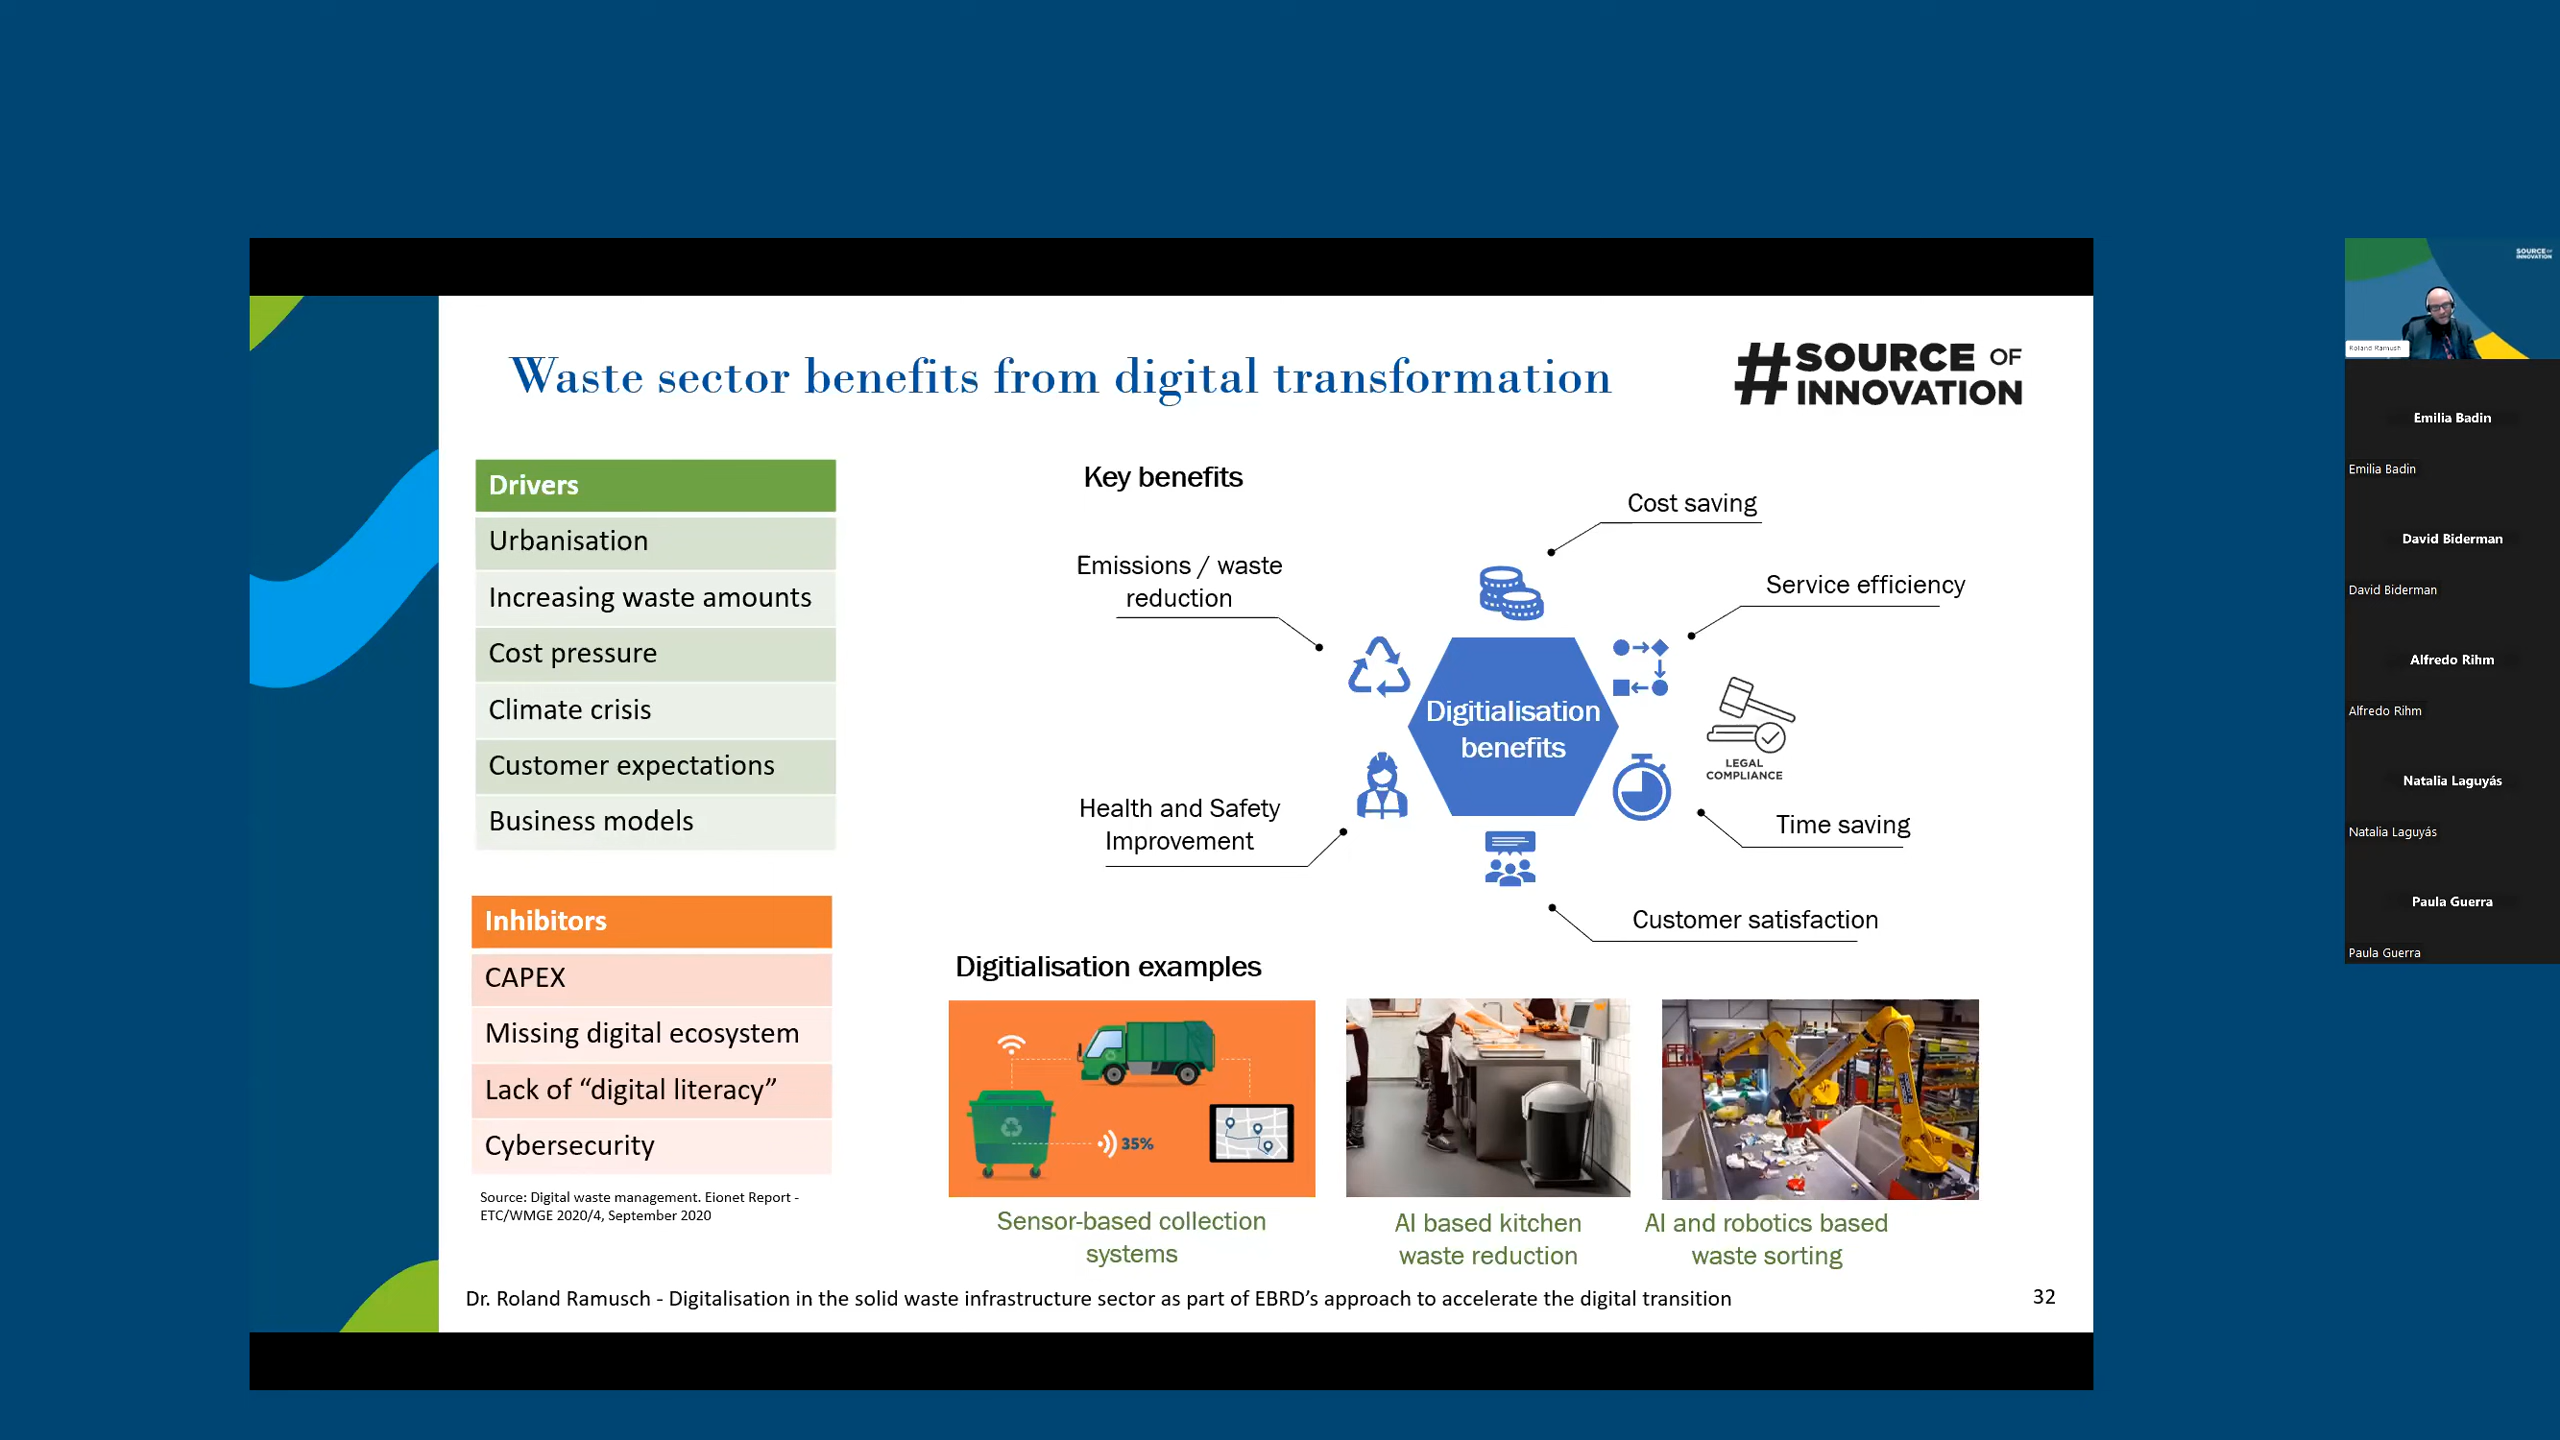 Waste sector benefits from digital transformation
#SOURCE OF
INNOVATION
Drivers
Urbanisation
Increasing waste amounts
Cost pressure
Climate crisis
Customer expectations
Business models
Inhibitors
CAPEX
Missing digital ecosystem
Lack of “digital literacy”
Cybersecurity
Source: Digital waste management. Eionet Report -
ETC/WMGE 2020/4, September 2020
Key benefits
Cost saving
Emissions / waste
reduction
Service efficiency
Digitialisation
benefits
LEGAL
COMPLIANCE
Health and Safety
Improvement
Time saving
Customer satisfaction
Digitialisation examples
35%
Sensor-based collection
systems
AI based kitchen
waste reduction
AI and robotics based
waste sorting
Dr. Roland Ramusch - Digitalisation in the solid waste infrastructure sector as part of EBRD’s approach to accelerate the digital transition
32
SOURCE OF
INNOVATION
Roland Ramush
Emilia Badin
Emilia Badin
David Biderman
David Biderman
Alfredo Rihm
Alfredo Rihm
Natalia Laguyás
Natalia Laguyás
Paula Guerra
Paula Guerra